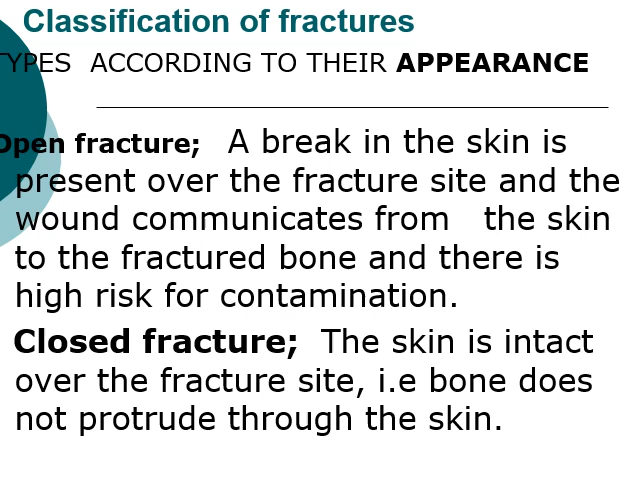 Classification of fractures
TYPES ACCORDING TO THEIR APPEARANCE
Open fracture; A break in the skin is
present over the fracture site and the
wound communicates from the skin
to the fractured bone and there is
high risk for contamination.
Closed fracture; The skin is intact
over the fracture site, i.e bone does
not protrude through the skin.